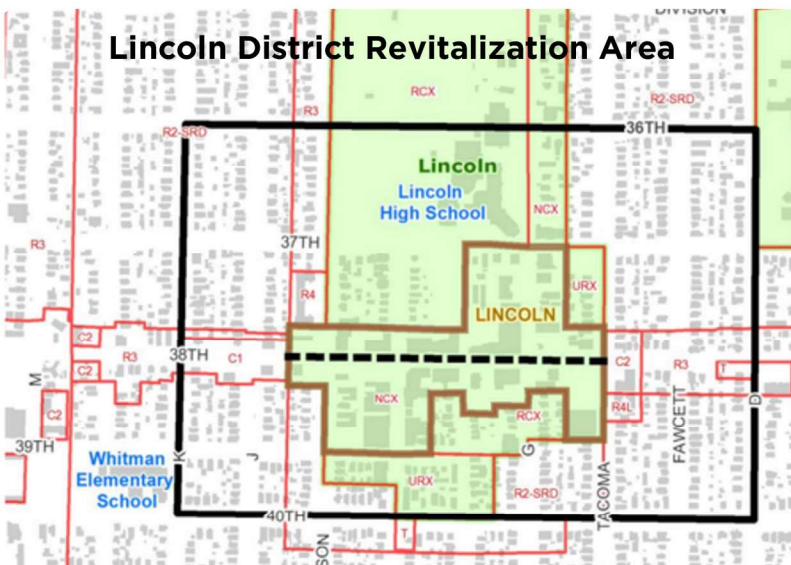 DIVISION
Lincoln District Revitalization Area
RCX
R2-SRD
R3
36TH
R2-SRD
Lincoln
Lincoln
High School
NCX
R3
37TH
R4
URX
LINCOLN
C2
38TH
R3
C1
C2
R3
T
C2
M
NCX
C2
RCX
R4L
FAWCETT
D
39TH
Whitman
Elementary
School
K
J
G
URX
R2-SRD
TACOMA
40TH
T
SON